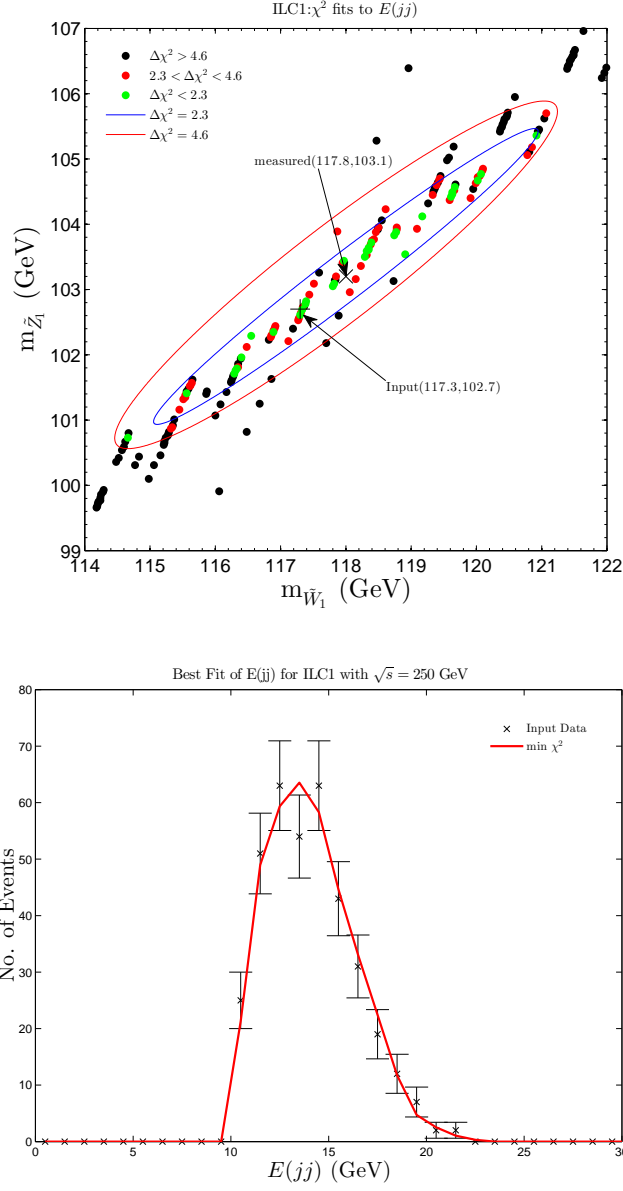 ILC1:χ² fits to E(jj)
107
106
105
104
103
102
101
100
99
m_Z̃₁ (GeV)
Δχ² > 4.6
2.3 < Δχ² < 4.6
Δχ² < 2.3
Δχ² = 2.3
Δχ² = 4.6
measured(117.8,103.1)
Input(117.3,102.7)
114 115 116 117 118 119 120 121 122
m_W̃₁ (GeV)
Best Fit of E(jj) for ILC1 with √s = 250 GeV
80
70
60
50
40
30
20
10
0
No. of Events
Input Data
min χ²
0 5 10 15 20 25 30
E(jj) (GeV)